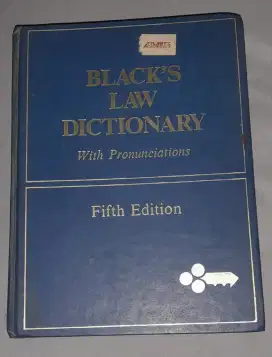 BLACK'S
LAW
DICTIONARY
With Pronunciations
Fifth Edition